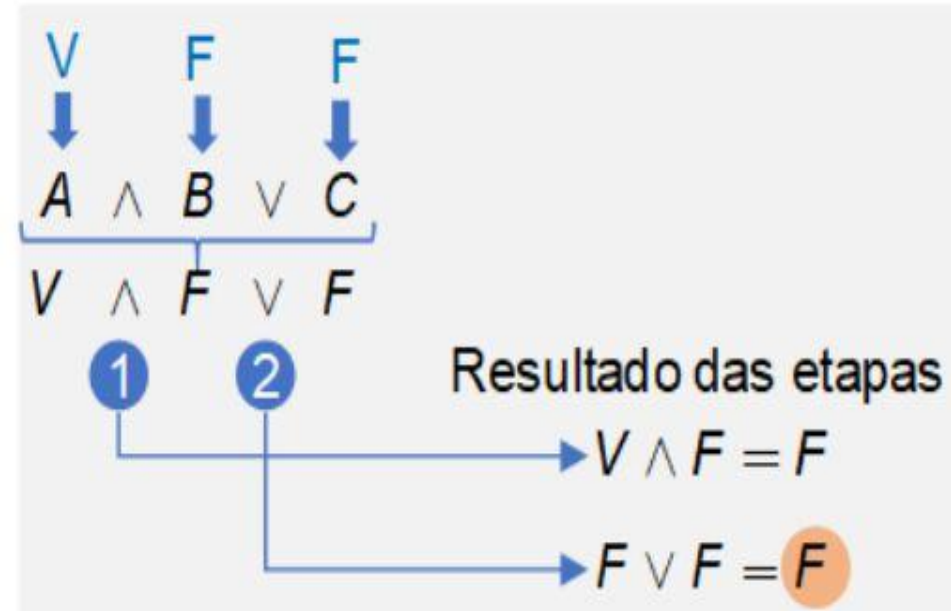 V F F
A ∧ B ∨ C
V ∧ F ∨ F
1 2
Resultado das etapas
V ∧ F = F
F ∨ F = F